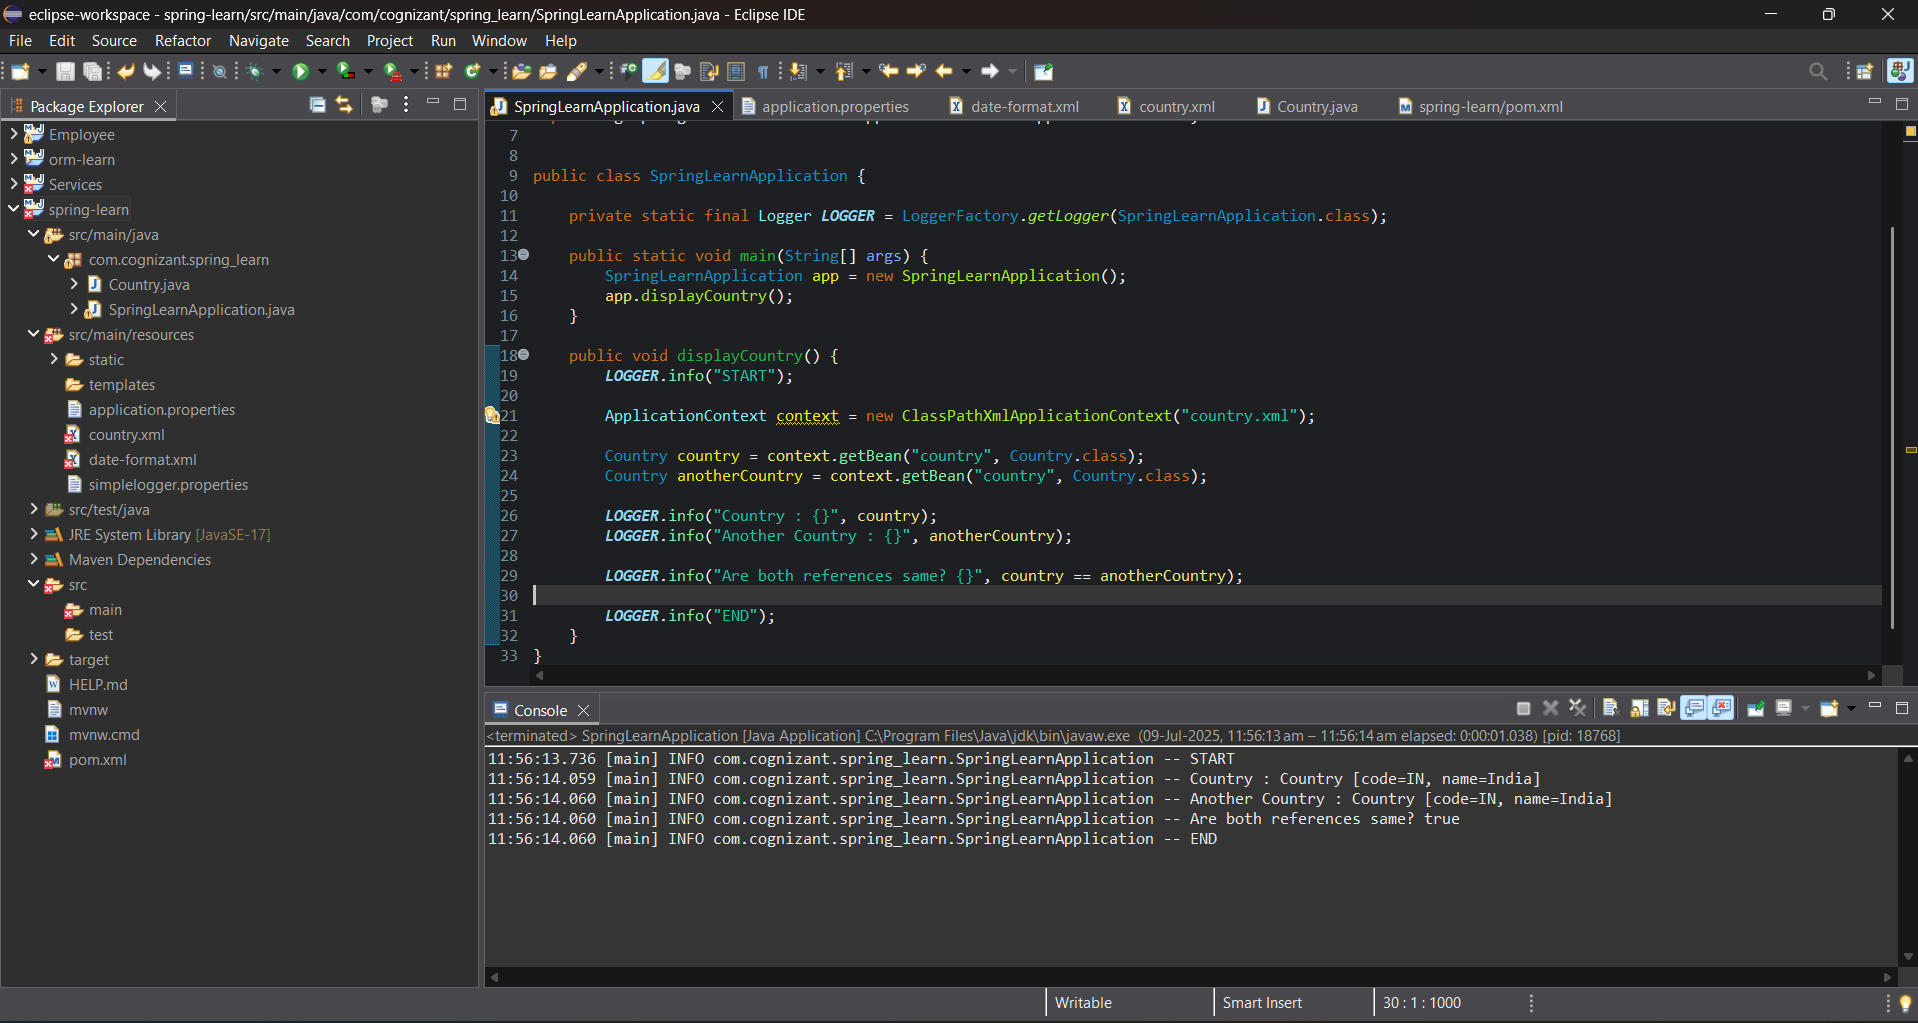 eclipse-workspace - spring-learn/src/main/java/com/cognizant/spring_learn/SpringLearnApplication.java - Eclipse IDE
File Edit Source Refactor Navigate Search Project Run Window Help
Package Explorer
Employee
orm-learn
Services
spring-learn
src/main/java
com.cognizant.spring_learn
Country.java
SpringLearnApplication.java
src/main/resources
static
templates
application.properties
country.xml
date-format.xml
simplelogger.properties
src/test/java
JRE System Library [JavaSE-17]
Maven Dependencies
src
main
test
target
HELP.md
mvnw
mvnw.cmd
pom.xml
SpringLearnApplication.java application.properties date-format.xml country.xml Country.java spring-learn/pom.xml
7
8
9 public class SpringLearnApplication {
10
11 private static final Logger LOGGER = LoggerFactory.getLogger(SpringLearnApplication.class);
12
13 public static void main(String[] args) {
14 SpringLearnApplication app = new SpringLearnApplication();
15 app.displayCountry();
16 }
17
18 public void displayCountry() {
19 LOGGER.info("START");
20
21 ApplicationContext context = new ClassPathXmlApplicationContext("country.xml");
22
23 Country country = context.getBean("country", Country.class);
24 Country anotherCountry = context.getBean("country", Country.class);
25
26 LOGGER.info("Country : {}", country);
27 LOGGER.info("Another Country : {}", anotherCountry);
28
29 LOGGER.info("Are both references same? {}", country == anotherCountry);
30
31 LOGGER.info("END");
32 }
33 }
Console
<terminated> SpringLearnApplication [Java Application] C:\Program Files\Java\jdk\bin\javaw.exe (09-Jul-2025, 11:56:13 am – 11:56:14 am elapsed: 0:00:01.038) [pid: 18768]
11:56:13.736 [main] INFO com.cognizant.spring_learn.SpringLearnApplication -- START
11:56:14.059 [main] INFO com.cognizant.spring_learn.SpringLearnApplication -- Country : Country [code=IN, name=India]
11:56:14.060 [main] INFO com.cognizant.spring_learn.SpringLearnApplication -- Another Country : Country [code=IN, name=India]
11:56:14.060 [main] INFO com.cognizant.spring_learn.SpringLearnApplication -- Are both references same? true
11:56:14.060 [main] INFO com.cognizant.spring_learn.SpringLearnApplication -- END
Writable Smart Insert 30 : 1 : 1000